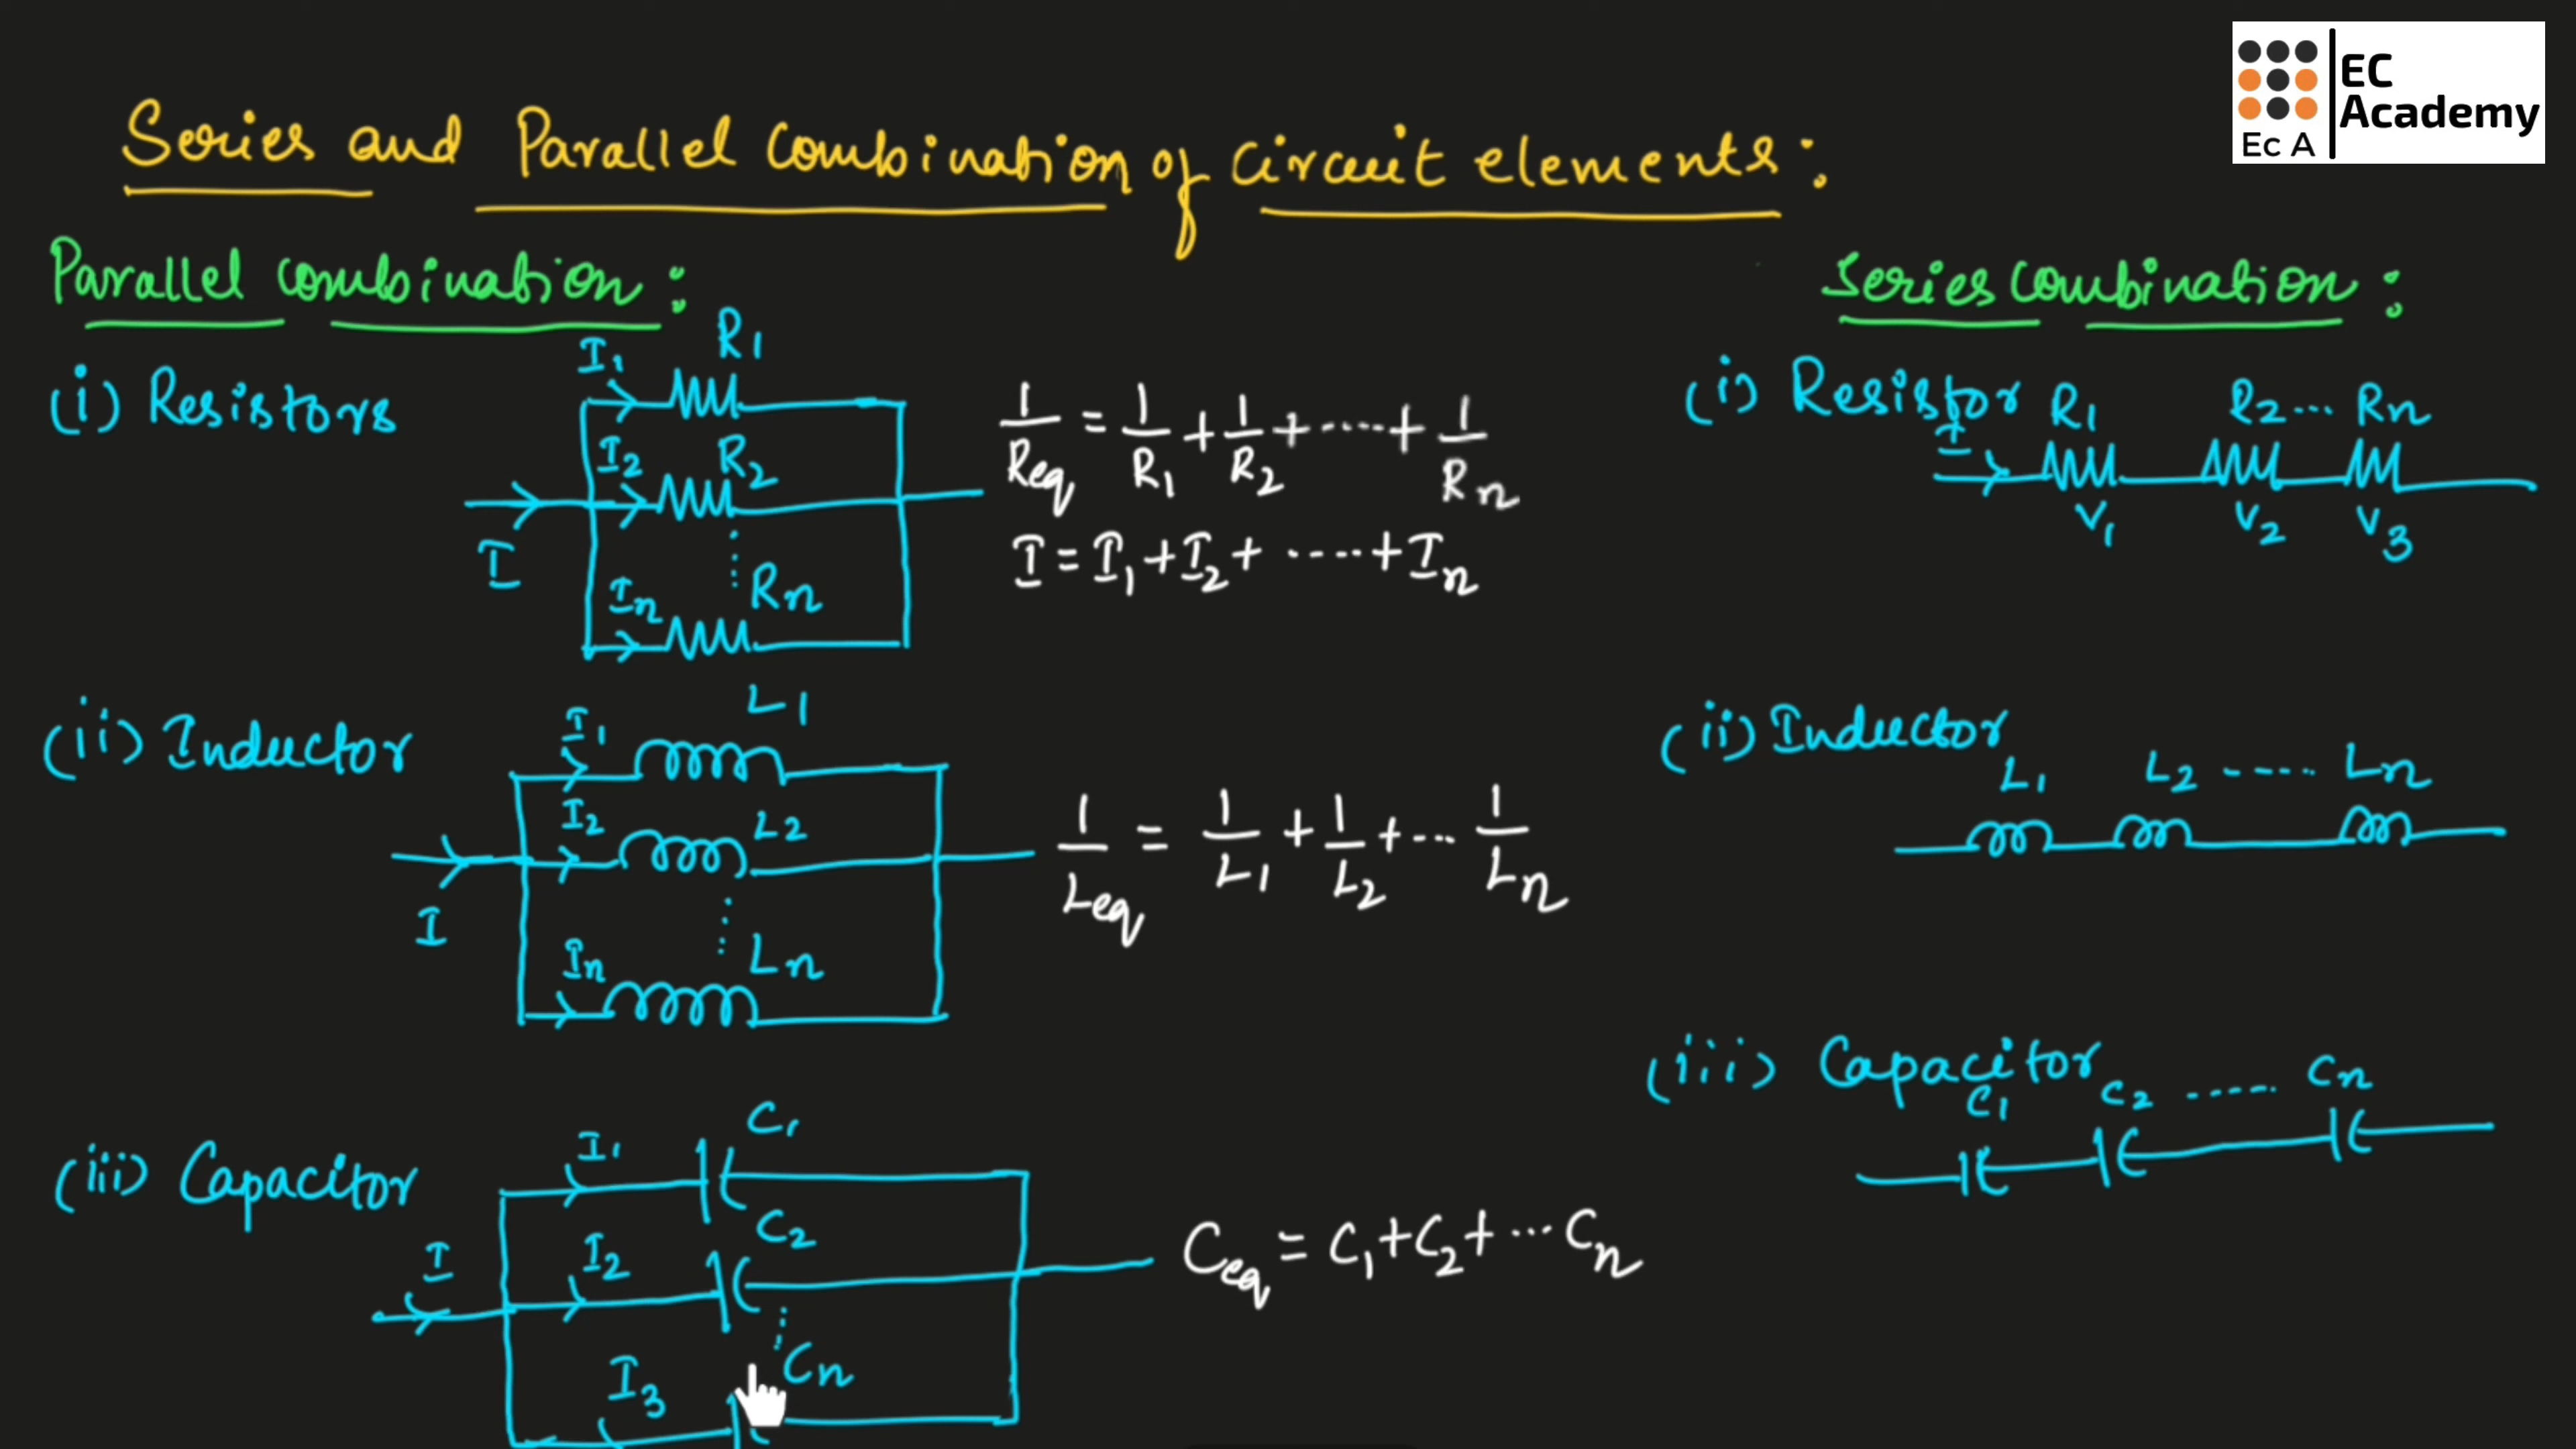 EC
Academy
Ec A
Series and Parallel Combination of circuit elements:
Parallel combination:
(i) Resistors
I1 R1
I2 R2
I
In Rn
1/Req = 1/R1 + 1/R2 + ..... + 1/Rn
I = I1 + I2 + ..... + In
(ii) Inductor
I1 L1
I2 L2
I
In Ln
1/Leq = 1/L1 + 1/L2 + ... 1/Ln
(iii) Capacitor
I1 C1
I I2 C2
I3 Cn
Ceq = C1 + C2 + ... Cn
Series Combination:
(i) Resistor
I R1 R2 ... Rn
V1 V2 V3
(ii) Inductor
L1 L2 ..... Ln
(iii) Capacitor
C1 C2 ..... Cn